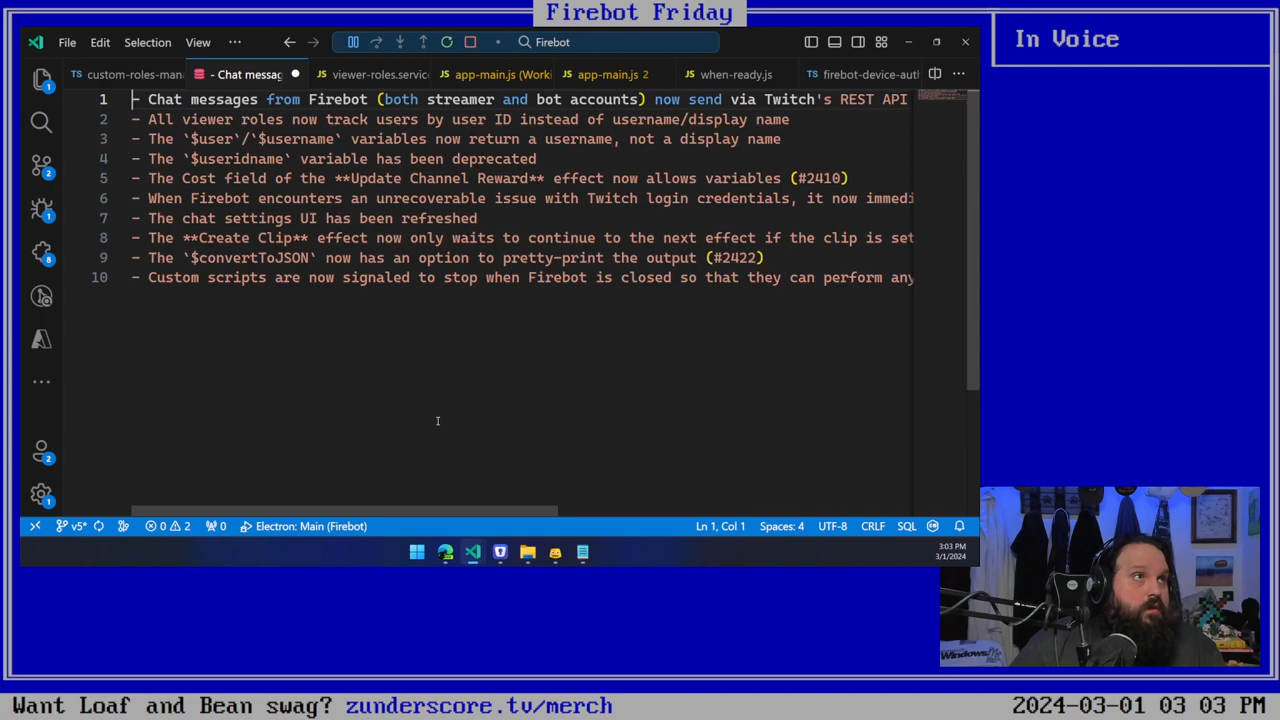 Firebot Friday
In Voice
File Edit Selection View ··· Firebot
custom-roles-man - Chat messag viewer-roles.servic app-main.js (Worki app-main.js 2 when-ready.js firebot-device-aut
1 - Chat messages from Firebot (both streamer and bot accounts) now send via Twitch's REST API
2 - All viewer roles now track users by user ID instead of username/display name
3 - The `$user`/`$username` variables now return a username, not a display name
4 - The `$useridname` variable has been deprecated
5 - The Cost field of the **Update Channel Reward** effect now allows variables (#2410)
6 - When Firebot encounters an unrecoverable issue with Twitch login credentials, it now immedi
7 - The chat settings UI has been refreshed
8 - The **Create Clip** effect now only waits to continue to the next effect if the clip is set
9 - The `$convertToJSON` now has an option to pretty-print the output (#2422)
10 - Custom scripts are now signaled to stop when Firebot is closed so that they can perform any
v5* 0 2 0 Electron: Main (Firebot) Ln 1, Col 1 Spaces: 4 UTF-8 CRLF SQL
3:03 PM
3/1/2024
Windows Me
Want Loaf and Bean swag? zunderscore.tv/merch 2024-03-01 03 03 PM